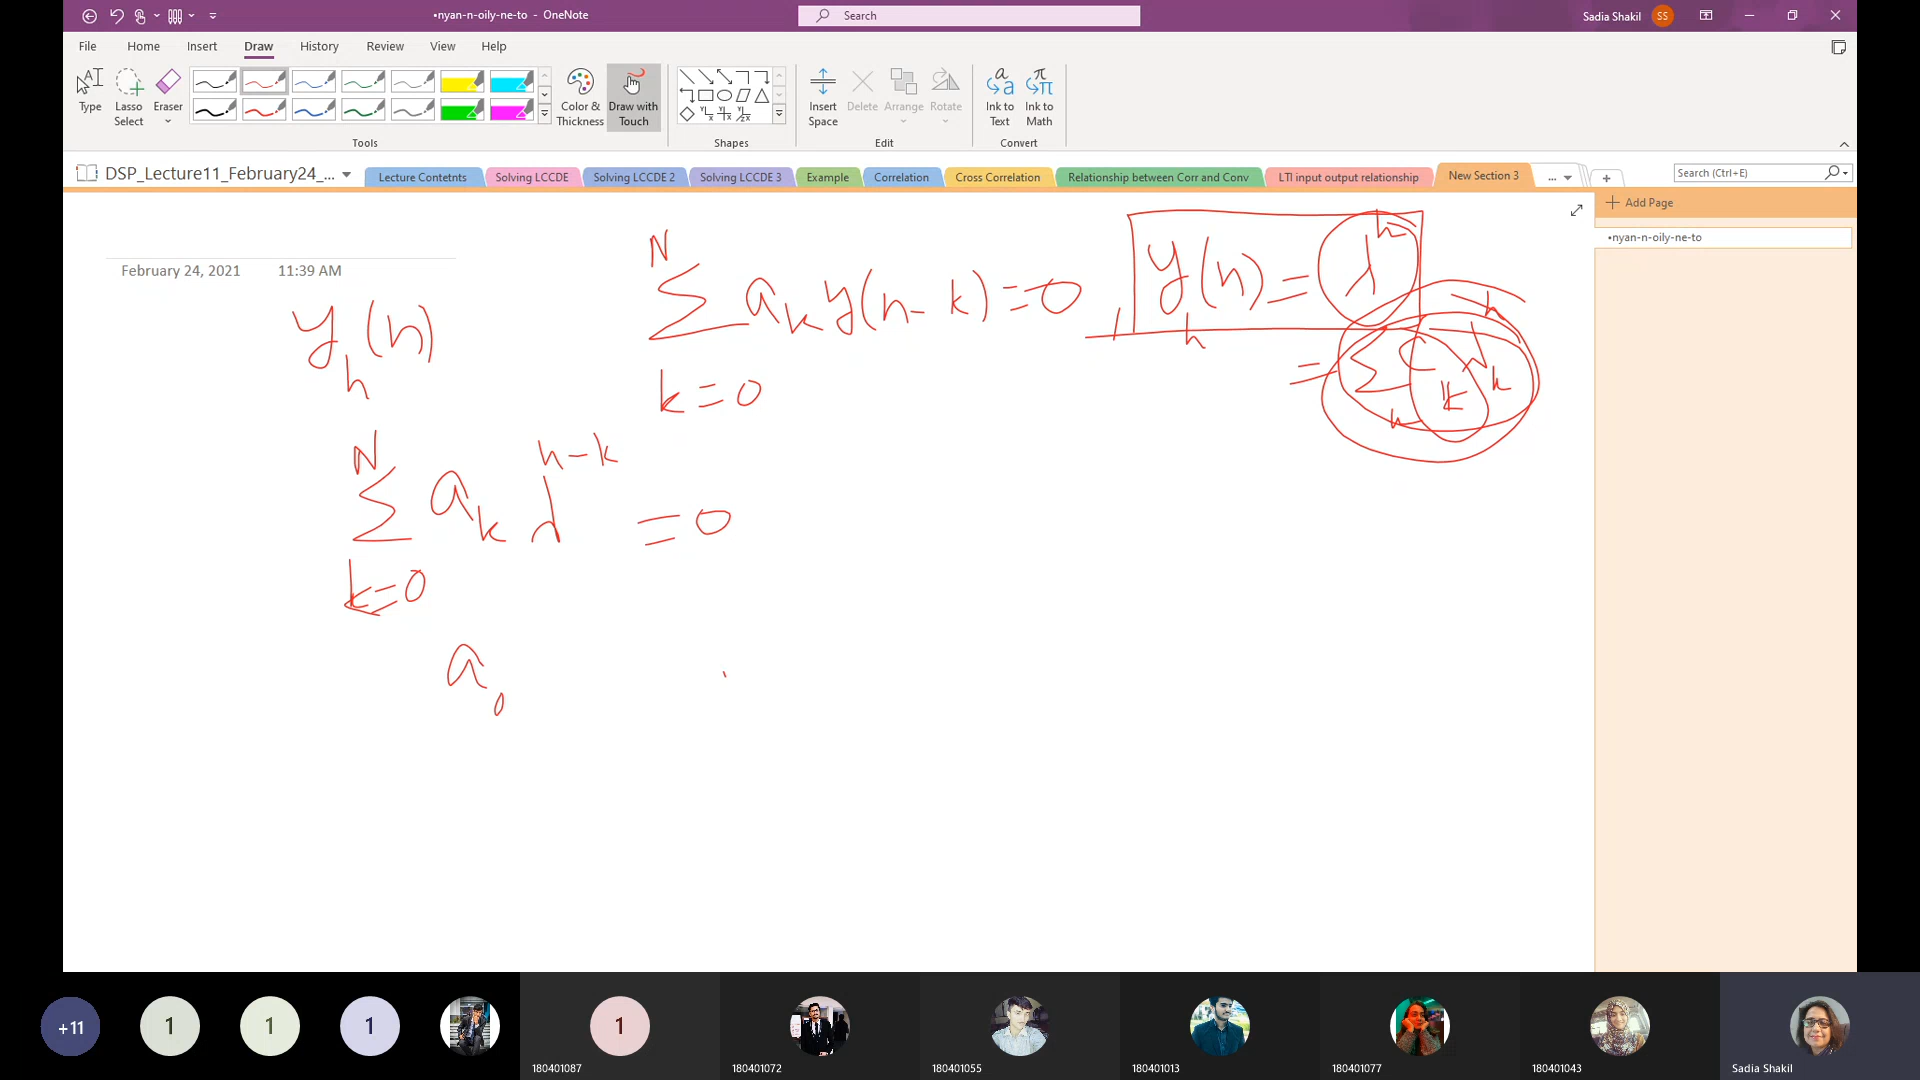 •nyan-n-oily-ne-to - OneNote
Search
Sadia Shakil SS
File Home Insert Draw History Review View Help
Type
Lasso Select
Eraser
Color & Thickness
Draw with Touch
Insert Space
Delete
Arrange
Rotate
Ink to Text
Ink to Math
Tools Shapes Edit Convert
DSP_Lecture11_February24_...
Lecture Contetnts Solving LCCDE Solving LCCDE 2 Solving LCCDE 3 Example Correlation Cross Correlation Relationship between Corr and Conv LTI input output relationship New Section 3 ...
Search (Ctrl+E)
Add Page
•nyan-n-oily-ne-to
February 24, 2021 11:39 AM
y_h(n)
N
∑ a_k y(n-k) = 0, y_h(n) = λ^n
k=0
= ∑ C_k λ_k^n
N
∑ a_k λ^{n-k} = 0
k=0
a_0
+11 1 1 1 1
180401087 180401072 180401055 180401013 180401077 180401043 Sadia Shakil